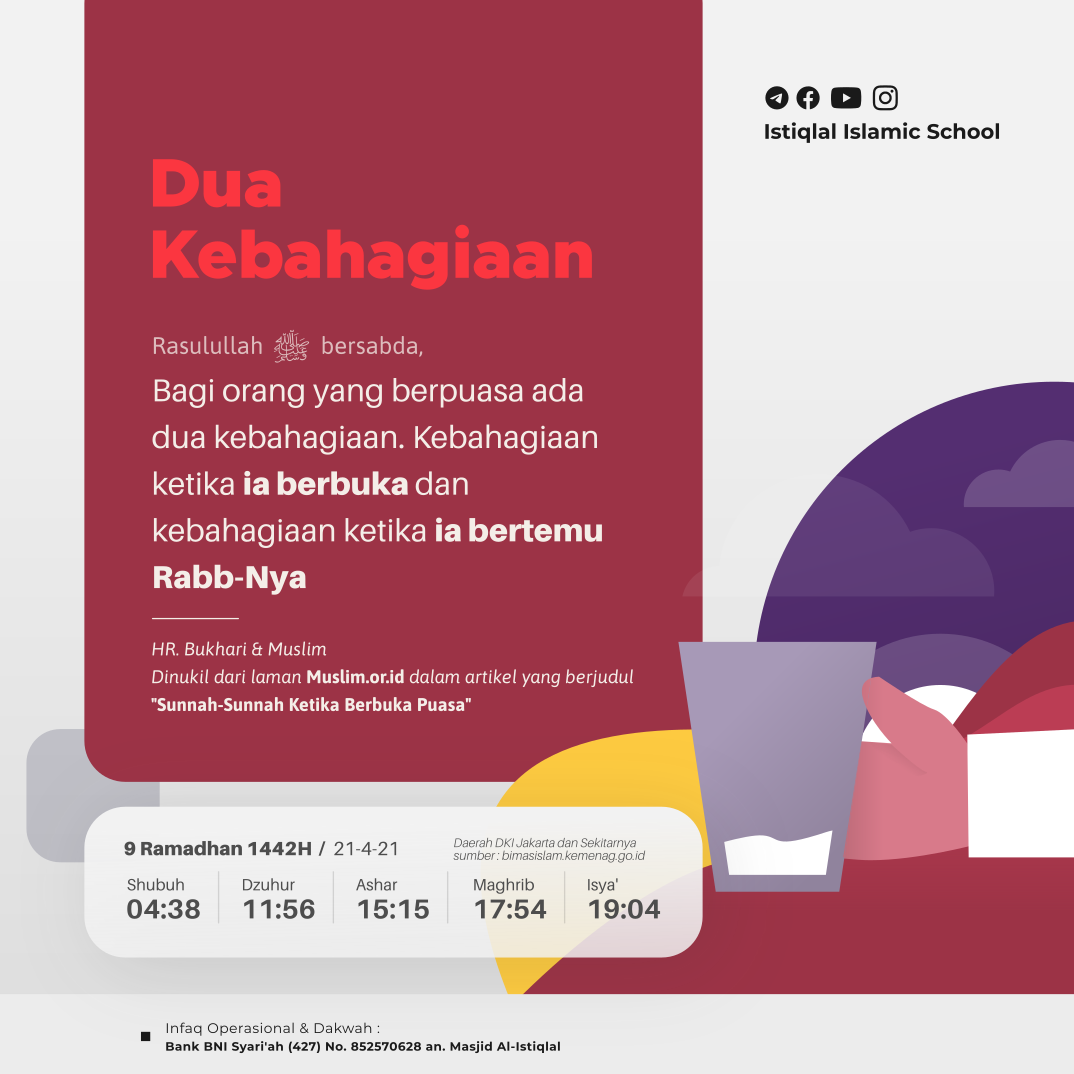 Istiqlal Islamic School
Dua
Kebahagiaan
Rasulullah ﷺ bersabda,
Bagi orang yang berpuasa ada
dua kebahagiaan. Kebahagiaan
ketika ia berbuka dan
kebahagiaan ketika ia bertemu
Rabb-Nya
HR. Bukhari & Muslim
Dinukil dari laman Muslim.or.id dalam artikel yang berjudul
"Sunnah-Sunnah Ketika Berbuka Puasa"
9 Ramadhan 1442H / 21-4-21
Daerah DKI Jakarta dan Sekitarnya
sumber : bimasislam.kemenag.go.id
Shubuh Dzuhur Ashar Maghrib Isya'
04:38 11:56 15:15 17:54 19:04
Infaq Operasional & Dakwah :
Bank BNI Syari'ah (427) No. 852570628 an. Masjid Al-Istiqlal